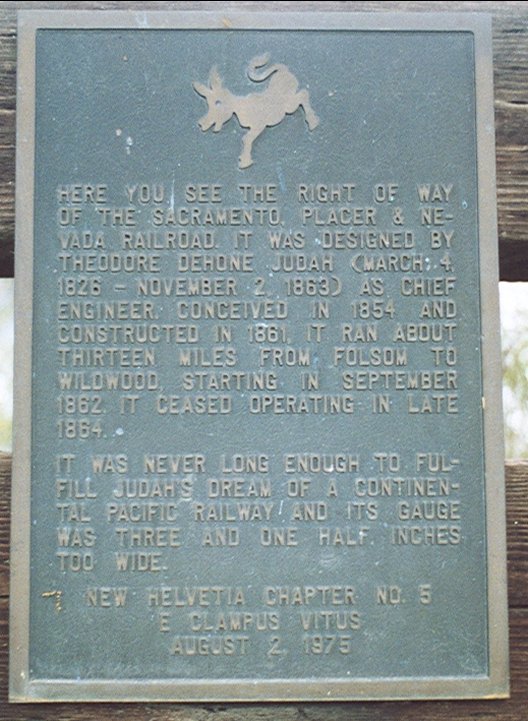 HERE YOU SEE THE RIGHT OF WAY
OF THE SACRAMENTO, PLACER & NE-
VADA RAILROAD. IT WAS DESIGNED BY
THEODORE DEHONE JUDAH (MARCH 4,
1826 - NOVEMBER 2, 1863) AS CHIEF
ENGINEER. CONCEIVED IN 1854 AND
CONSTRUCTED IN 1861, IT RAN ABOUT
THIRTEEN MILES FROM FOLSOM TO
WILDWOOD, STARTING IN SEPTEMBER
1862. IT CEASED OPERATING IN LATE
1864.
IT WAS NEVER LONG ENOUGH TO FUL-
FILL JUDAH'S DREAM OF A CONTINEN-
TAL PACIFIC RAILWAY AND ITS GAUGE
WAS THREE AND ONE HALF INCHES
TOO WIDE.
NEW HELVETIA CHAPTER NO. 5
E CLAMPUS VITUS
AUGUST 2, 1975